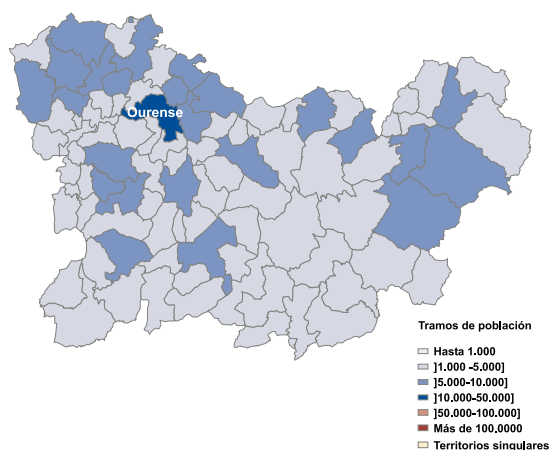 Ourense
Tramos de población
Hasta 1.000
]1.000 -5.000]
]5.000-10.000]
]10.000-50.000]
]50.000-100.000]
Más de 100,0000
Territorios singulares